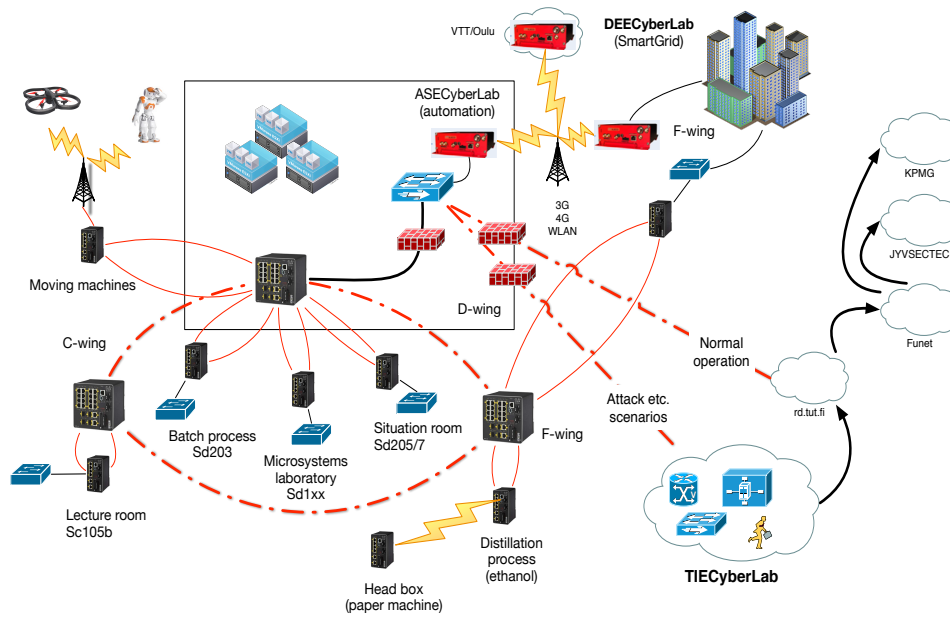 VTT/Oulu
DEECyberLab
(SmartGrid)
ASECyberLab
(automation)
F-wing
KPMG
3G
4G
WLAN
JYVSECTEC
Moving machines
D-wing
C-wing
Normal
operation
Funet
Attack etc.
scenarios
rd.tut.fi
Batch process
Sd203
Situation room
Sd205/7
F-wing
Microsystems
laboratory
Sd1xx
Lecture room
Sc105b
Distillation
process
(ethanol)
Head box
(paper machine)
TIECyberLab